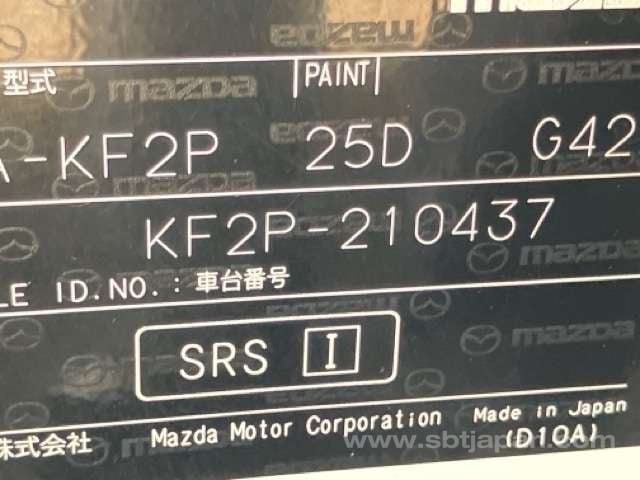 mazda
型式 |PAINT|
A-KF2P 25D G42
KF2P-210437
LE ID.NO.:車台番号
SRS I
株式会社 Mazda Motor Corporation Made in Japan
(D10A)
www.sbtjapan.com